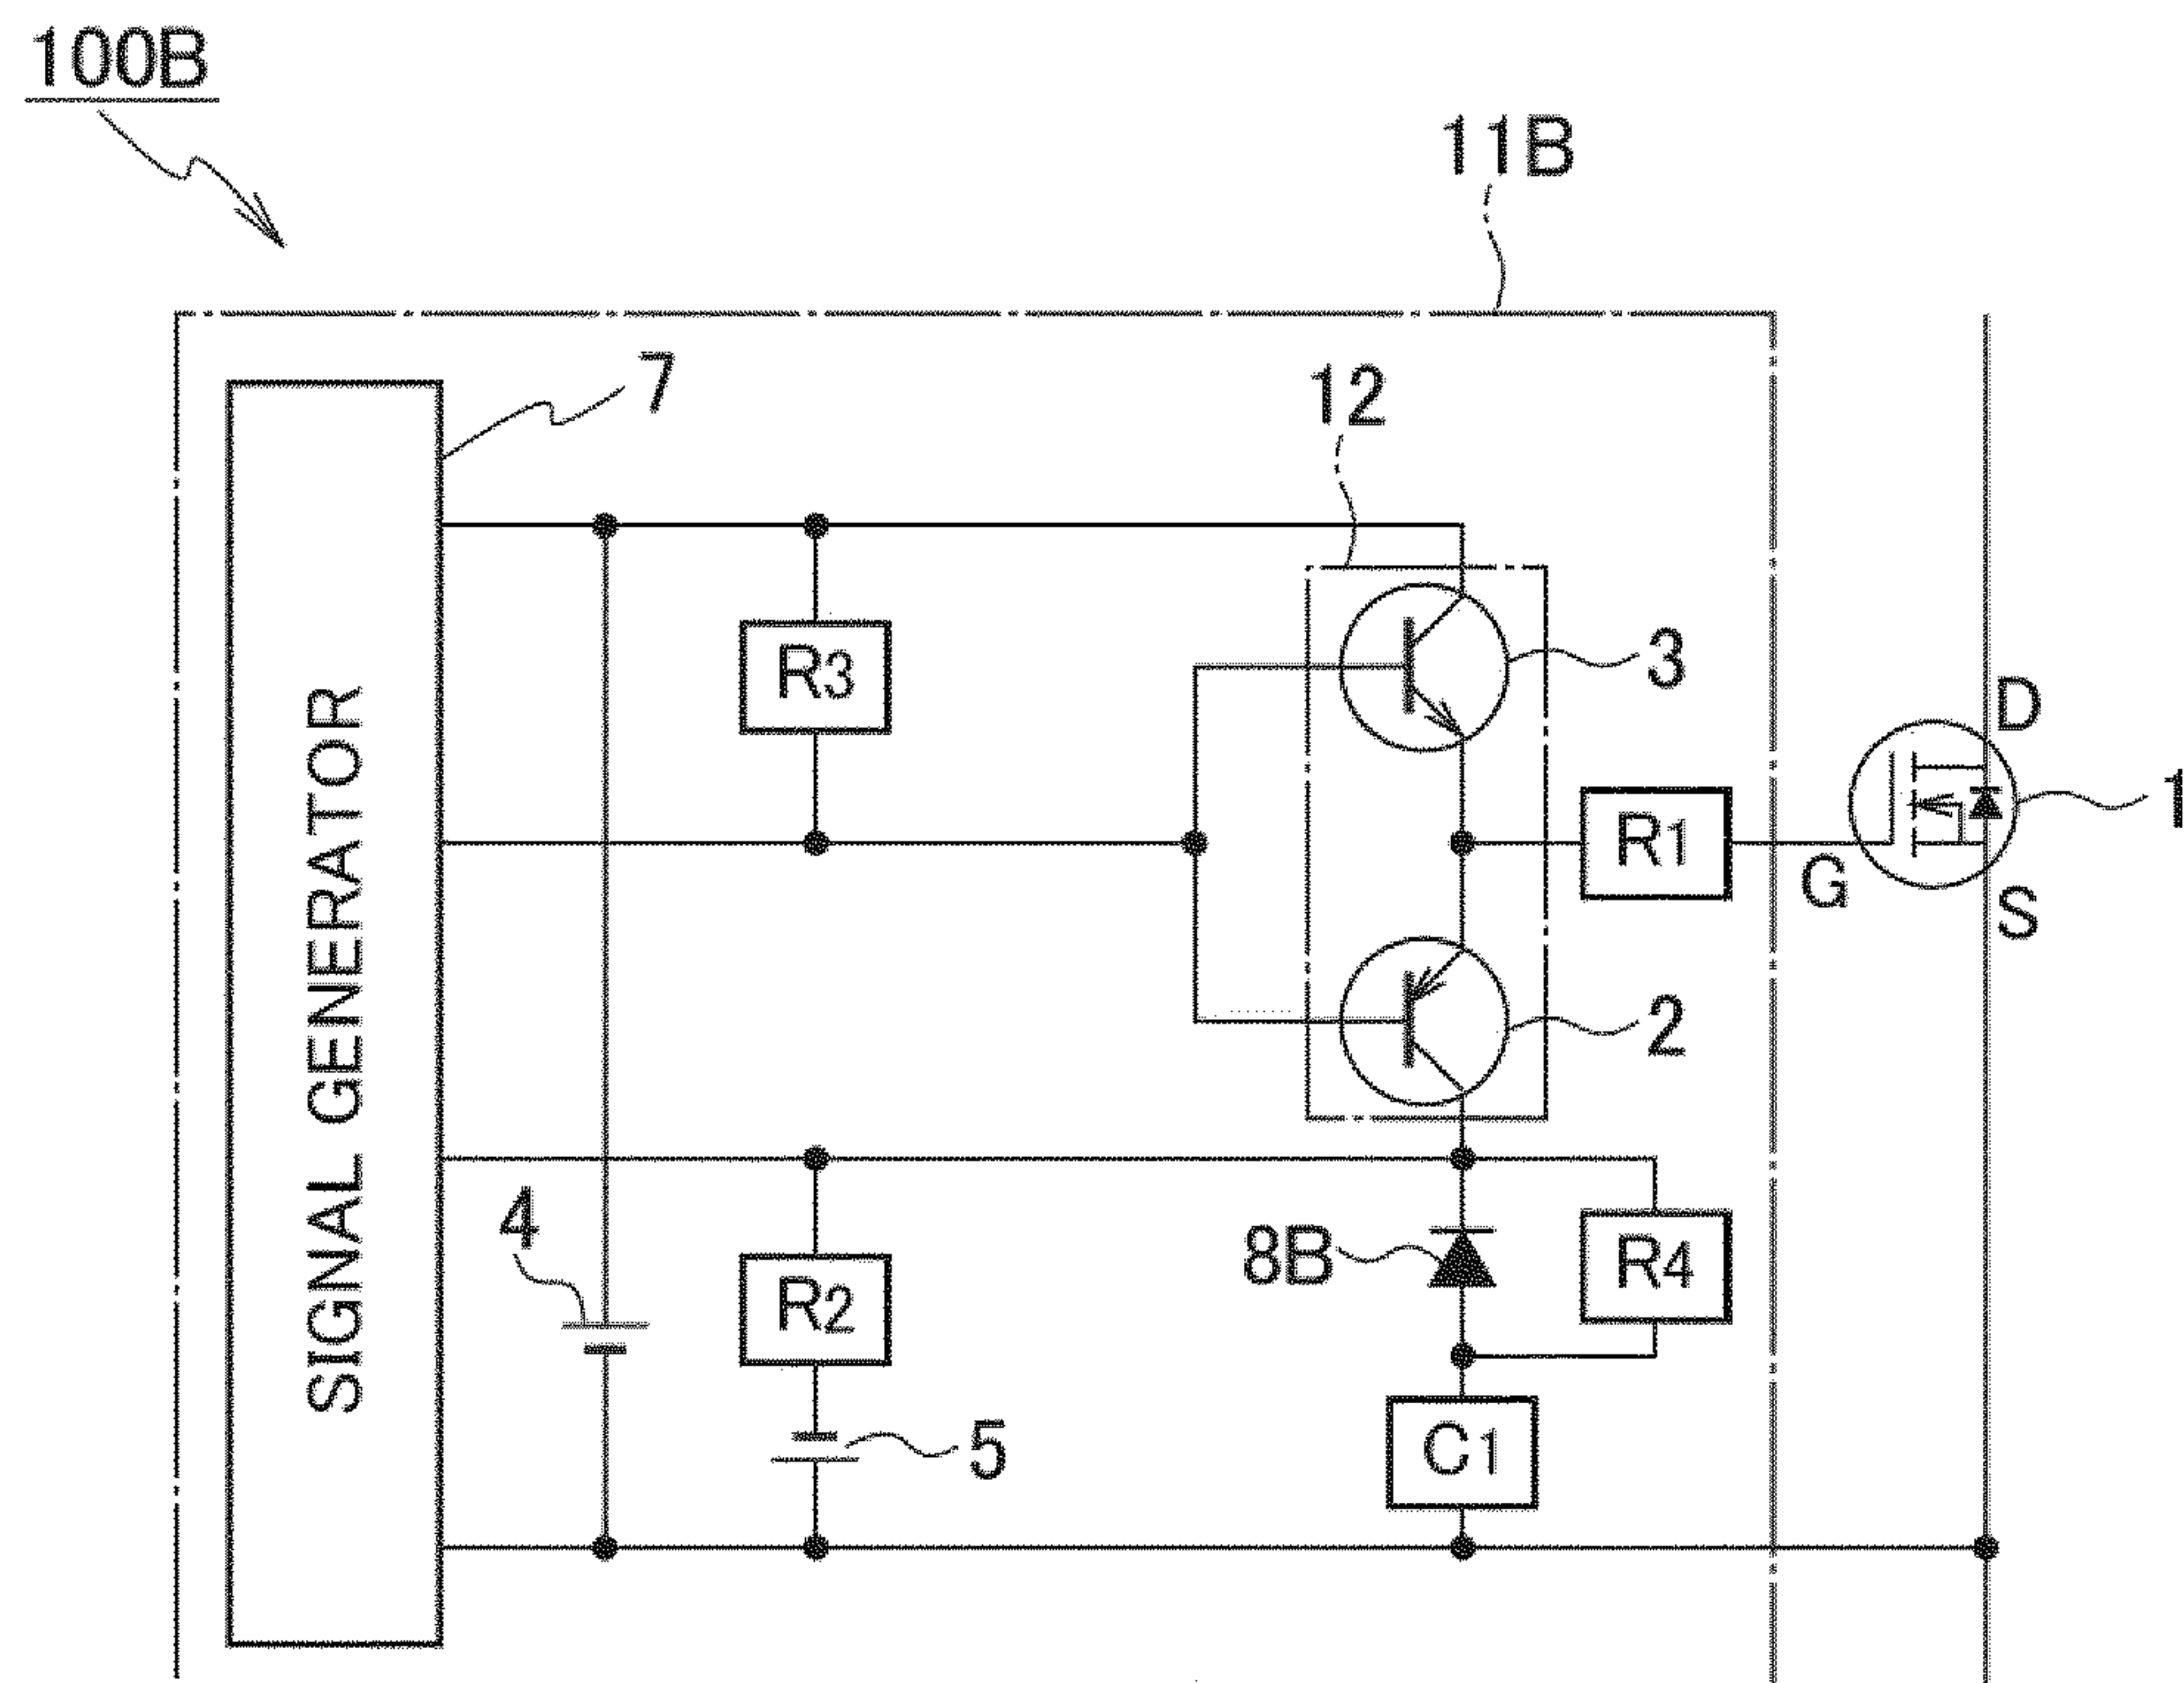 100B
11B
7
12
R3
3
D
1
R1
G
S
SIGNAL GENERATOR
2
4
8B
R4
R2
5
C1